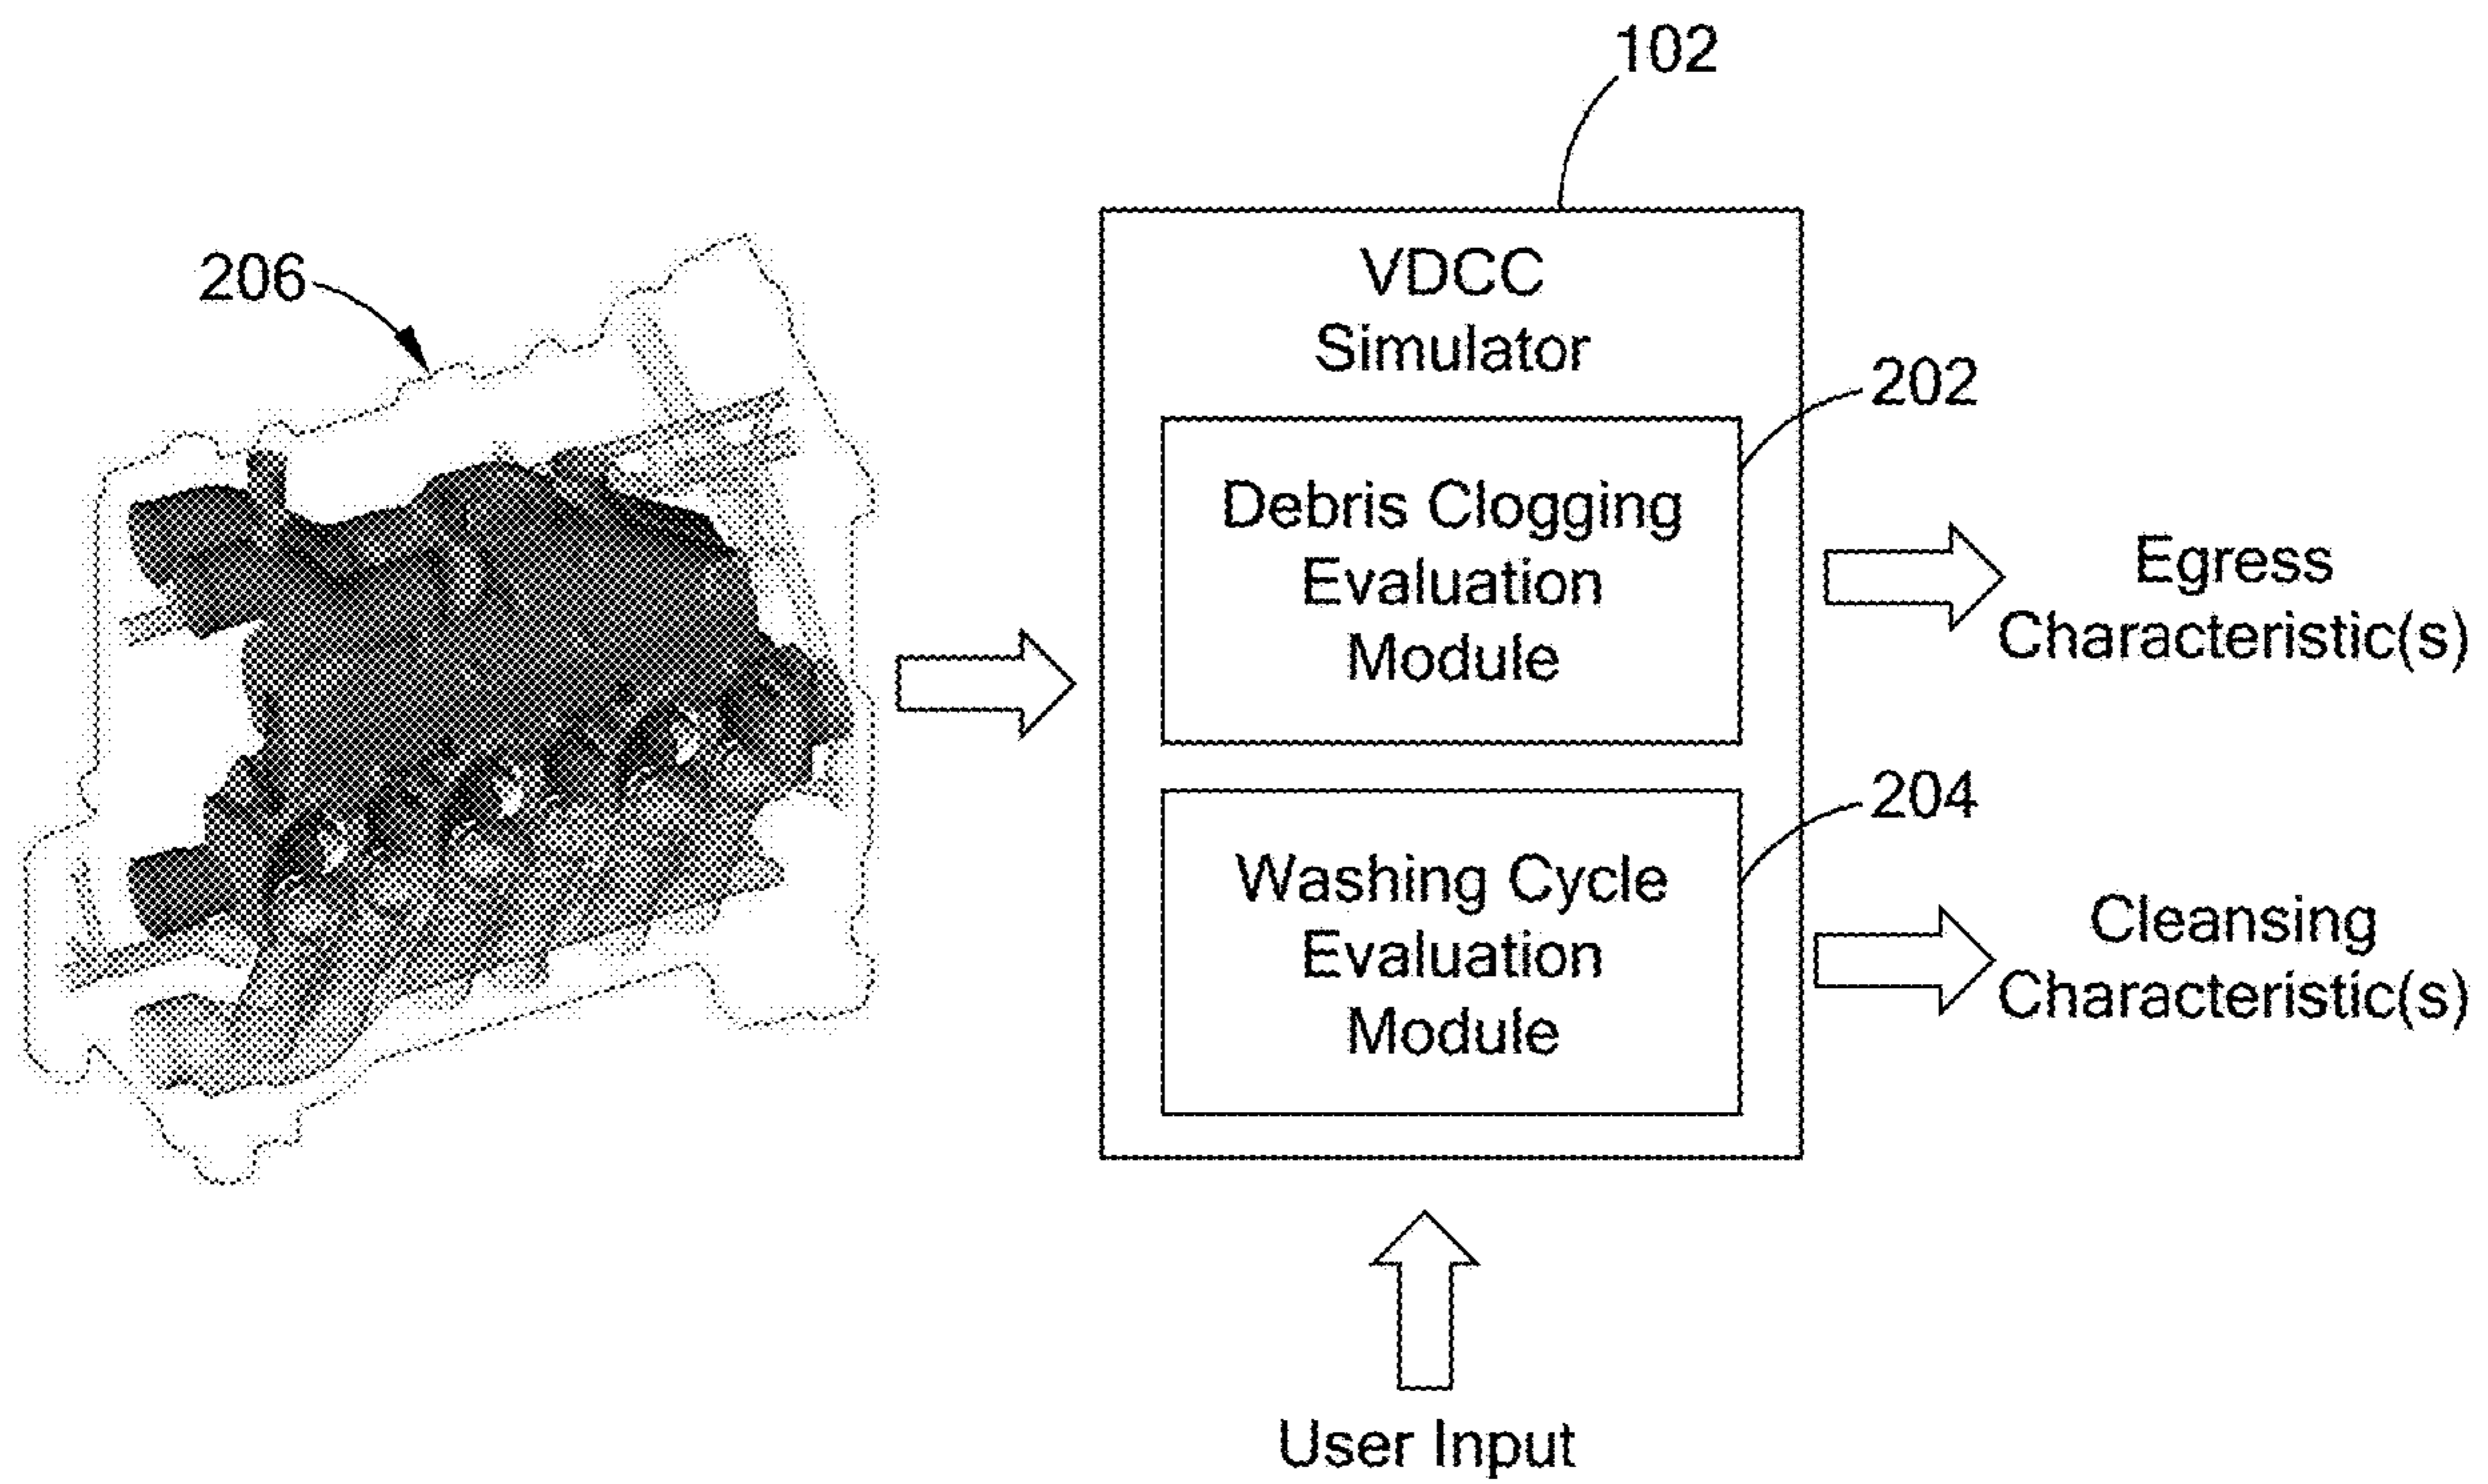 102
206
VDCC
Simulator
202
Debris Clogging
Evaluation
Module
Egress
Characteristic(s)
204
Washing Cycle
Evaluation
Module
Cleansing
Characteristic(s)
User Input